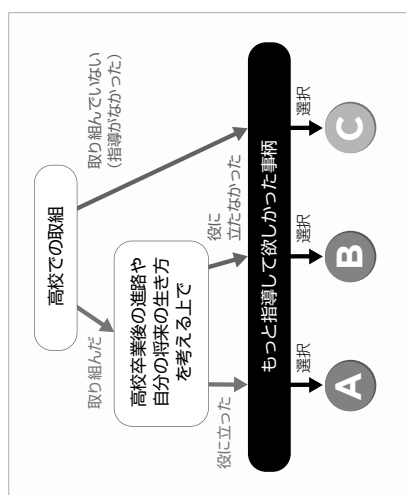 高校での取組
取り組んだ
取り組んでいない
（指導がなかった）
高校卒業後の進路や
自分の将来の生き方
を考える上で
役に立った
役に
立たなかった
もっと指導して欲しかった事柄
選択
選択
選択
A
B
C